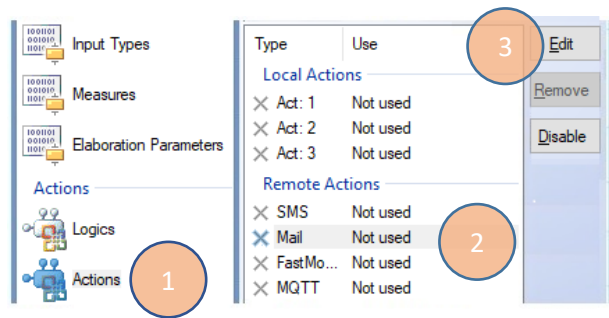 Input Types
Measures
Elaboration Parameters
Actions
Logics
Actions
1
Type Use
Local Actions
Act: 1 Not used
Act: 2 Not used
Act: 3 Not used
Remote Actions
SMS Not used
Mail Not used
FastMo... Not used
MQTT Not used
2
3
Edit
Remove
Disable